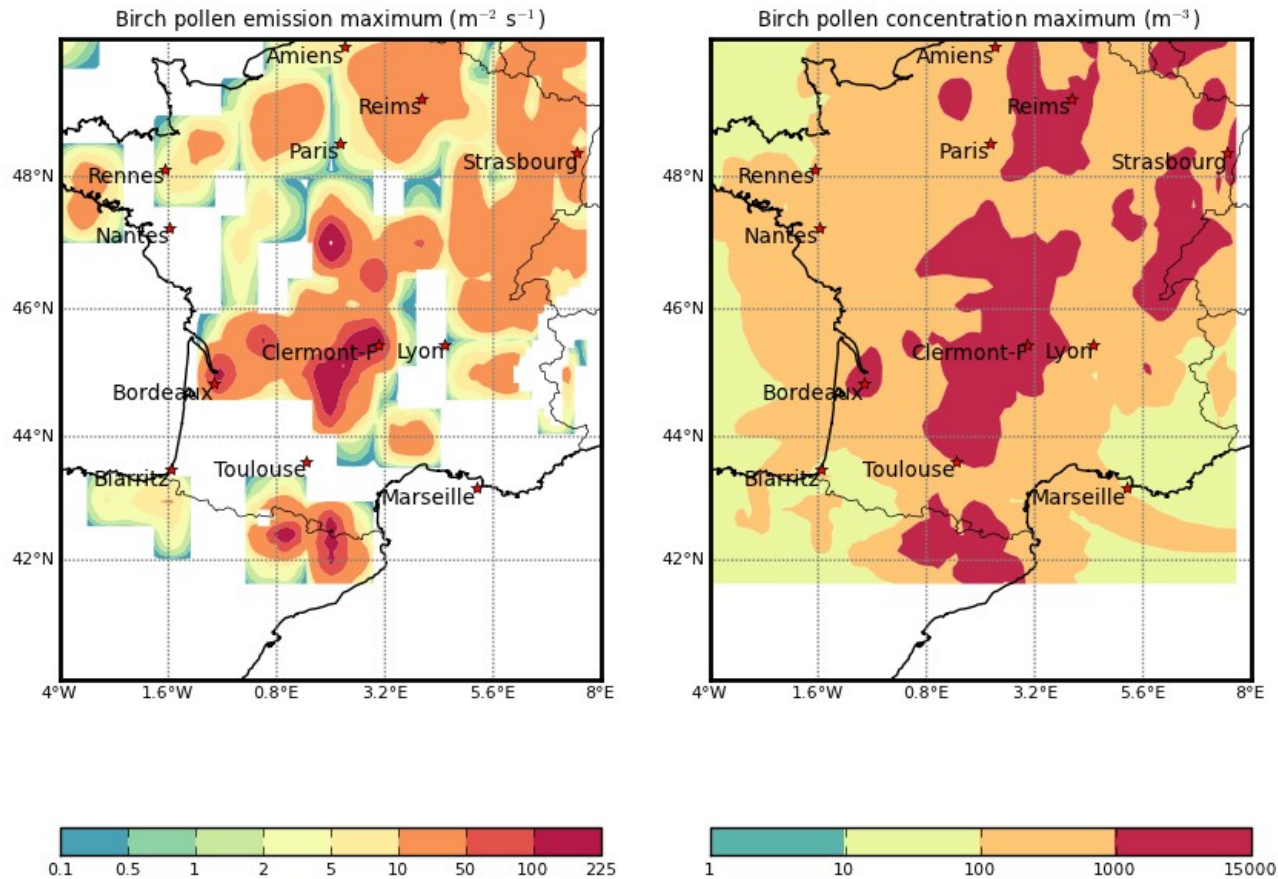 Birch pollen emission maximum (m⁻² s⁻¹)
Amiens
Reims
Paris
Strasbourg
48°N
Rennes
Nantes
46°N
Clermont-F
Lyon
Bordeaux
44°N
Biarritz
Toulouse
Marseille
42°N
4°W 1.6°W 0.8°E 3.2°E 5.6°E 8°E
0.1 0.5 1 2 5 10 50 100 225
Birch pollen concentration maximum (m⁻³)
Amiens
Reims
Paris
Strasbourg
48°N
Rennes
Nantes
46°N
Clermont-F
Lyon
Bordeaux
44°N
Biarritz
Toulouse
Marseille
42°N
4°W 1.6°W 0.8°E 3.2°E 5.6°E 8°E
1 10 100 1000 15000